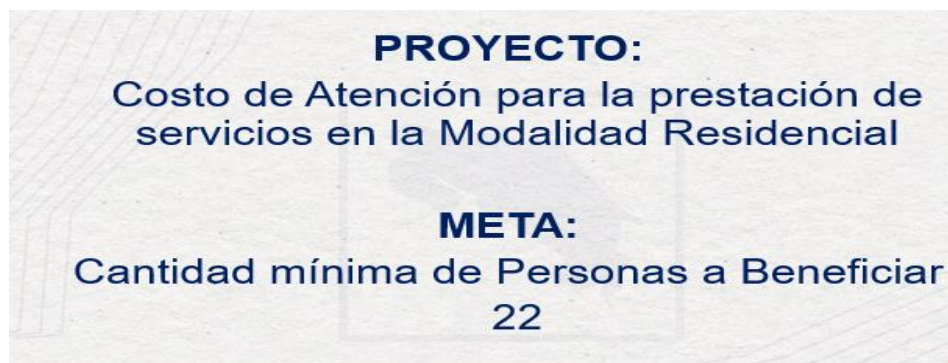 PROYECTO:
Costo de Atención para la prestación de
servicios en la Modalidad Residencial
META:
Cantidad mínima de Personas a Beneficiar
22